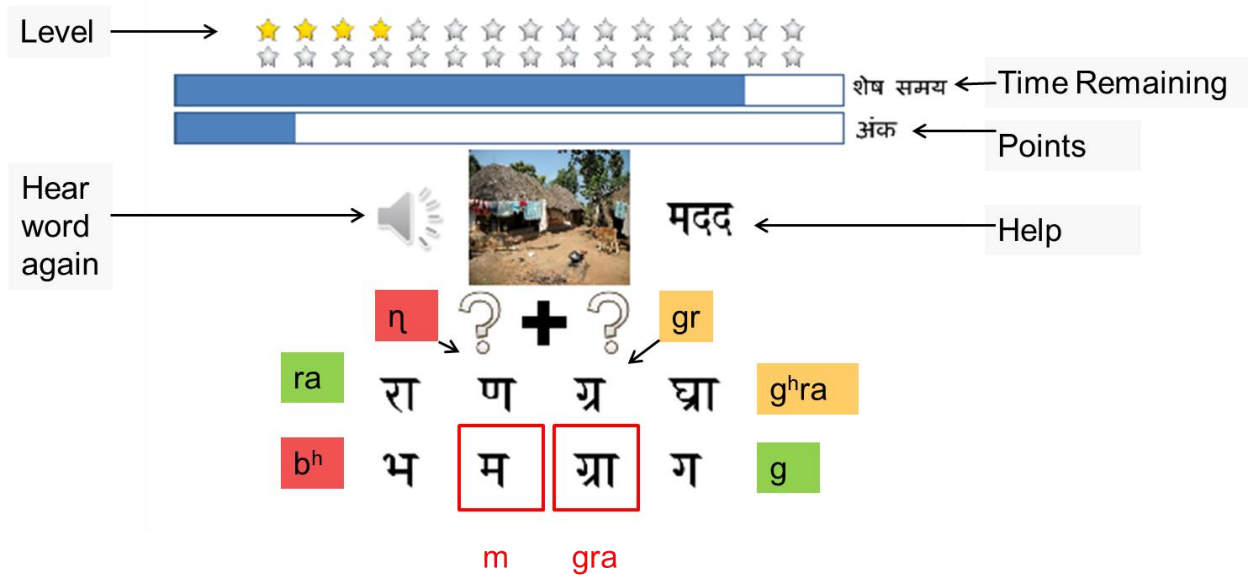 Level
शेष समय
Time Remaining
अंक
Points
Hear
word
again
मदद
Help
ɳ ? + ? gr
ra रा ण ग्र घ्रा gʰra
bʰ भ म ग्रा ग g
m gra